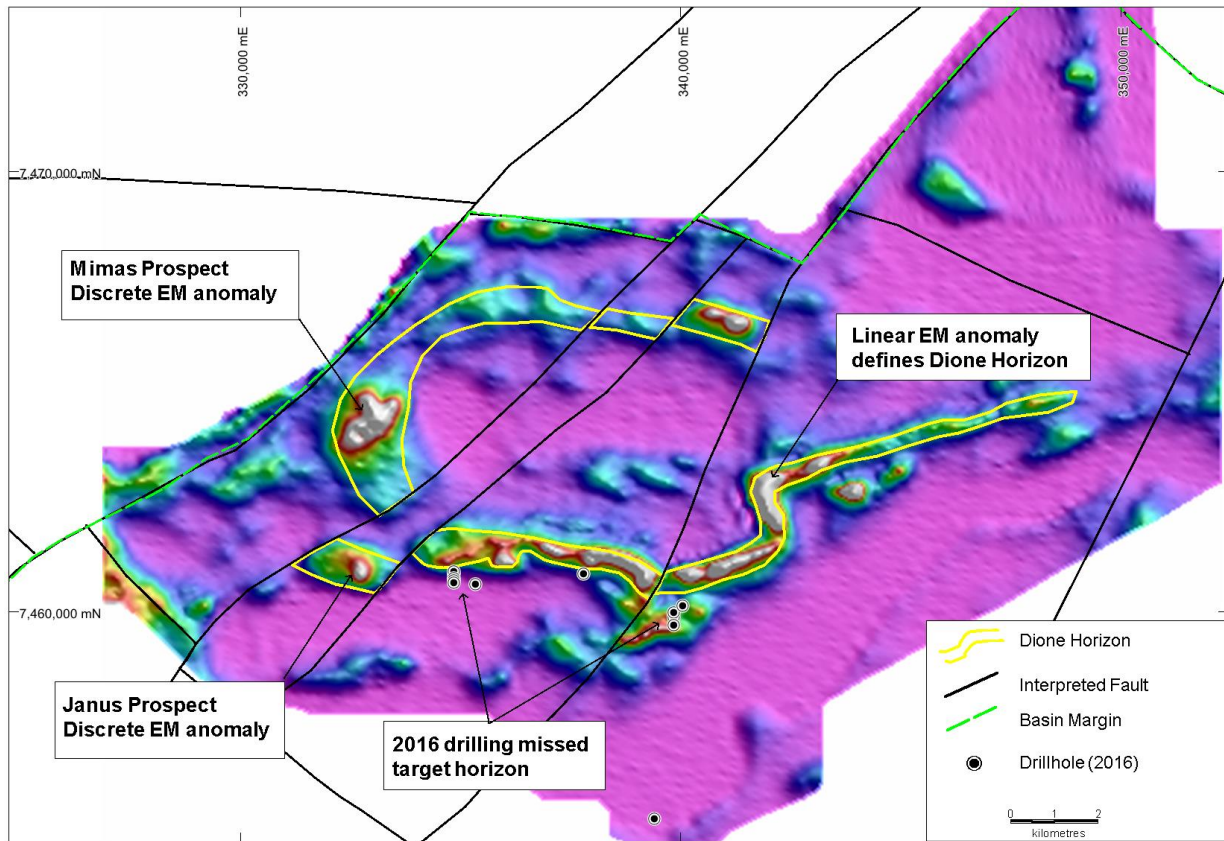 330,000 mE
340,000 mE
350,000 mE
7,470,000 mN
Mimas Prospect
Discrete EM anomaly
Linear EM anomaly
defines Dione Horizon
7,460,000 mN
Janus Prospect
Discrete EM anomaly
2016 drilling missed
target horizon
Dione Horizon
Interpreted Fault
Basin Margin
Drillhole (2016)
0 2
kilometres